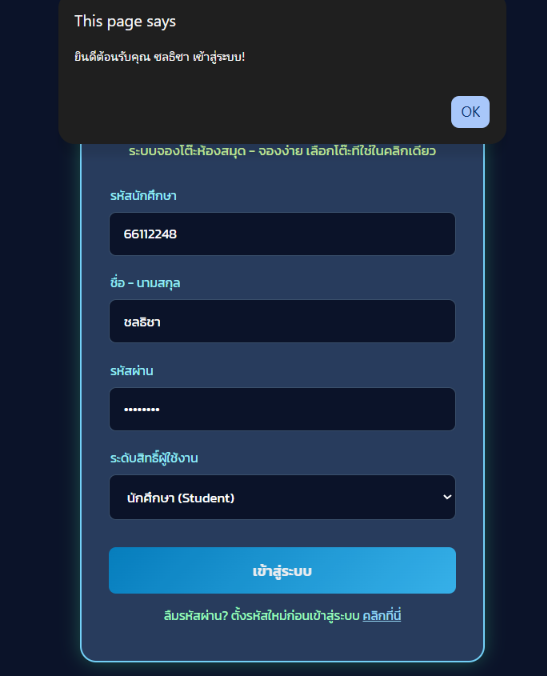 This page says
ยินดีต้อนรับคุณ ชลธิชา เข้าสู่ระบบ!
OK
ระบบจองโต๊ะห้องสมุด - จองง่าย เลือกโต๊ะที่ใช่ในคลิกเดียว
รหัสนักศึกษา
66112248
ชื่อ - นามสกุล
ชลธิชา
รหัสผ่าน
••••••••
ระดับสิทธิ์ผู้ใช้งาน
นักศึกษา (Student)
เข้าสู่ระบบ
ลืมรหัสผ่าน? ตั้งรหัสใหม่ก่อนเข้าสู่ระบบ คลิกที่นี่